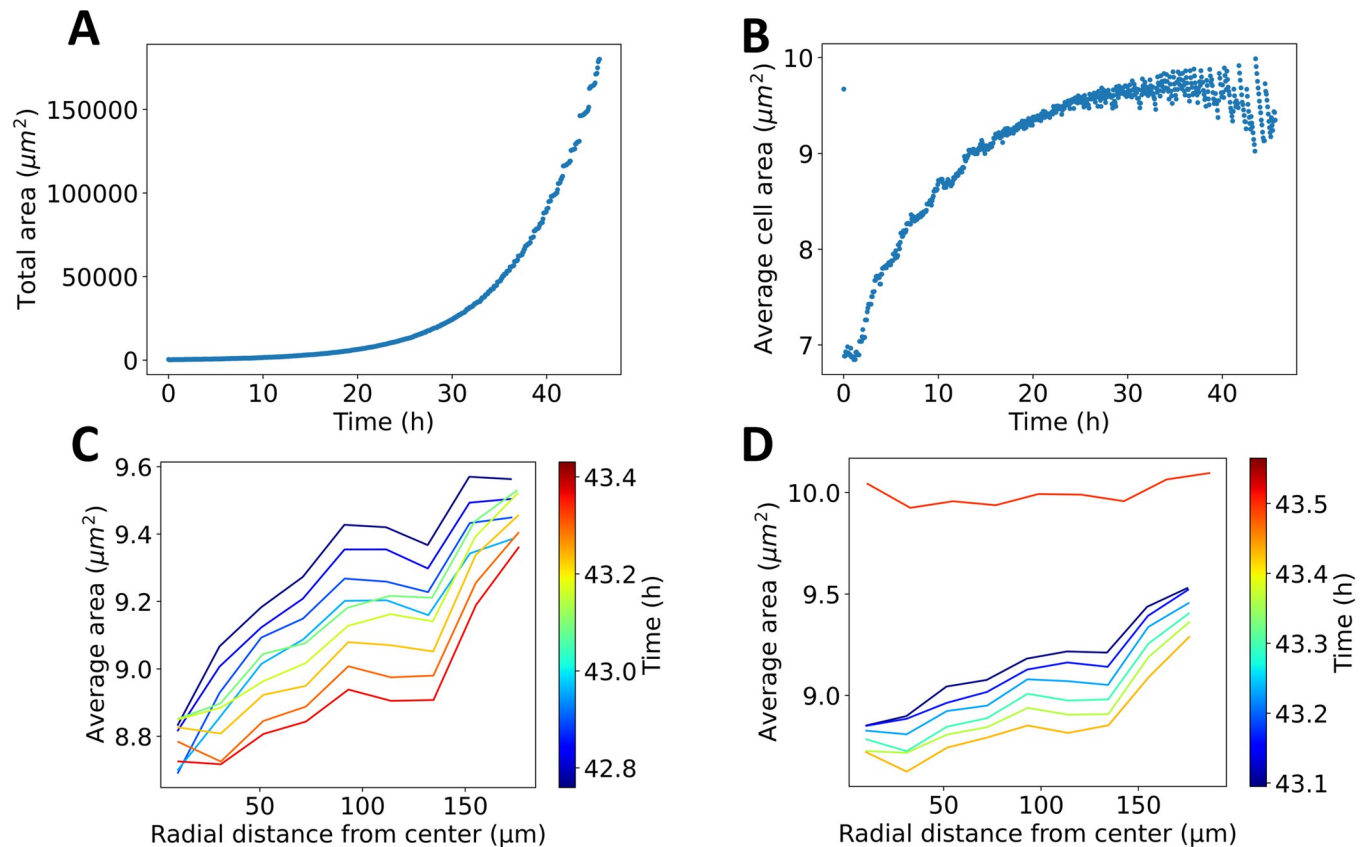 A
Total area (μm²)
150000
100000
50000
0
0 10 20 30 40
Time (h)
B
Average cell area (μm²)
10
9
8
7
0 10 20 30 40
Time (h)
C
Average area (μm²)
9.6
9.4
9.2
9.0
8.8
50 100 150
Radial distance from center (μm)
43.4
43.2
43.0
42.8
Time (h)
D
Average area (μm²)
10.0
9.5
9.0
50 100 150
Radial distance from center (μm)
43.5
43.4
43.3
43.2
43.1
Time (h)